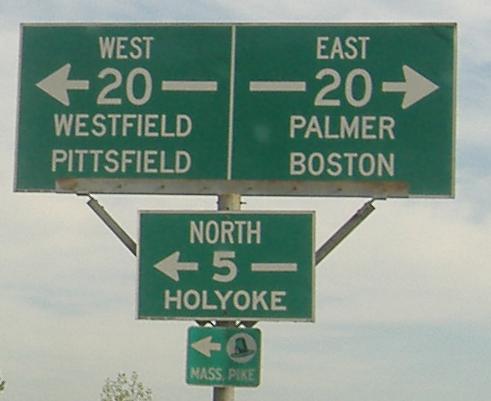 WEST
20
WESTFIELD
PITTSFIELD
EAST
20
PALMER
BOSTON
NORTH
5
HOLYOKE
MASS. PIKE